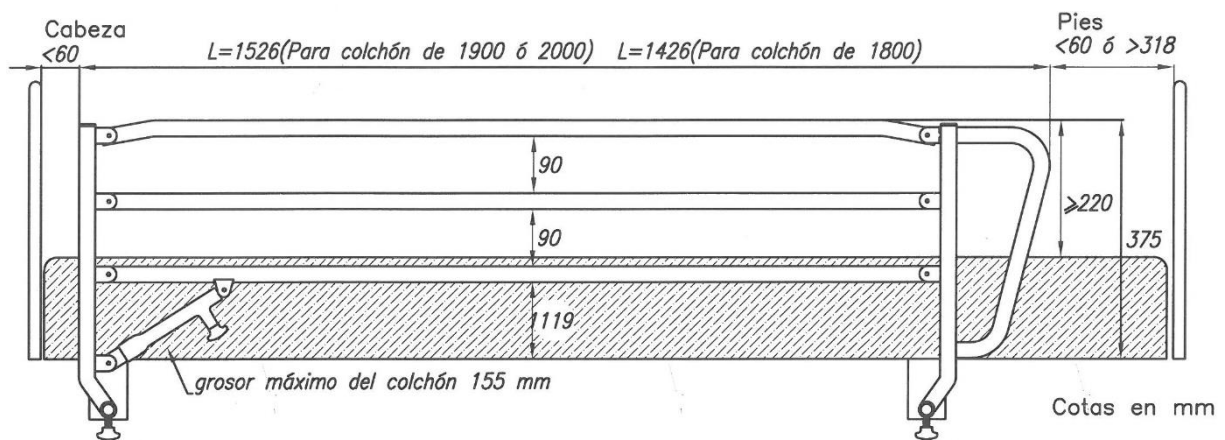 Cabeza
<60
L=1526(Para colchón de 1900 ó 2000) L=1426(Para colchón de 1800)
Pies
<60 ó >318
90
⩾220
90
375
1119
grosor máximo del colchón 155 mm
Cotas en mm